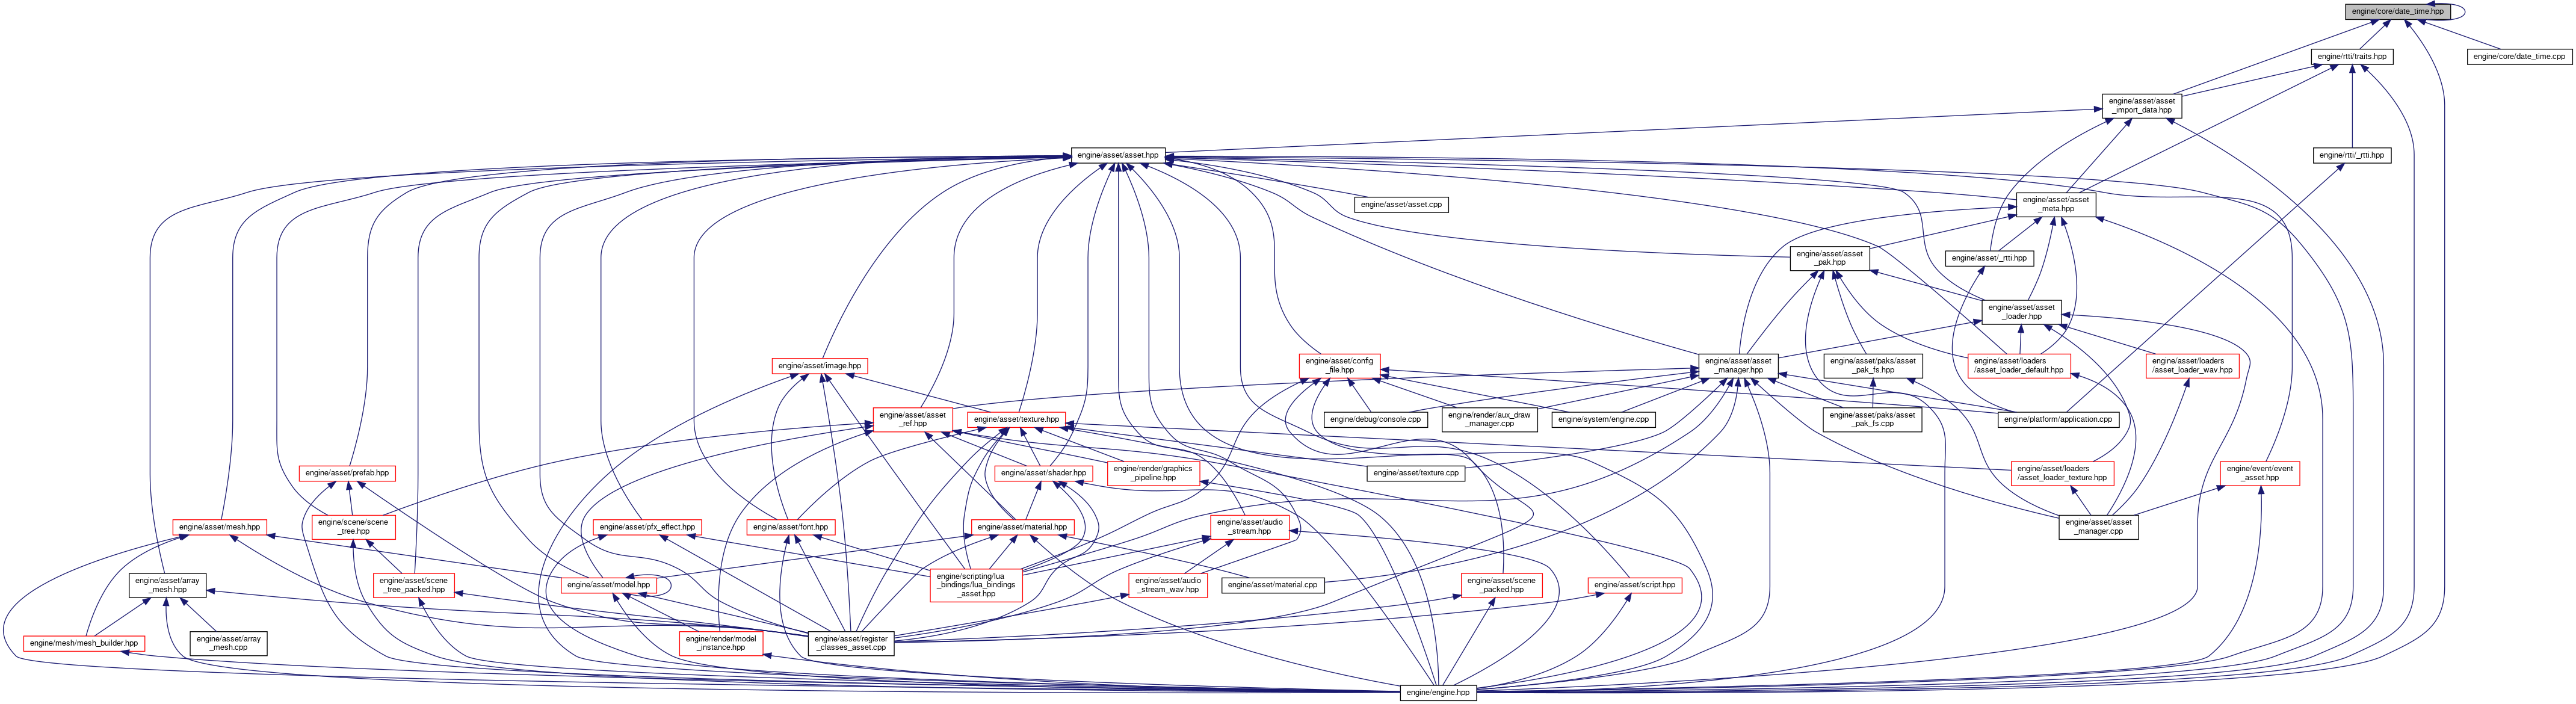 engine/core/date_time.hpp
engine/rtti/traits.hpp
engine/core/date_time.cpp
engine/asset/asset
_import_data.hpp
engine/asset/asset.hpp
engine/rtti/_rtti.hpp
engine/asset/asset.cpp
engine/asset/asset
_meta.hpp
engine/asset/asset
_pak.hpp
engine/asset/_rtti.hpp
engine/asset/asset
_loader.hpp
engine/asset/image.hpp
engine/asset/config
_file.hpp
engine/asset/asset
_manager.hpp
engine/asset/paks/asset
_pak_fs.hpp
engine/asset/loaders
/asset_loader_default.hpp
engine/asset/loaders
/asset_loader_wav.hpp
engine/asset/asset
_ref.hpp
engine/asset/texture.hpp
engine/debug/console.cpp
engine/render/aux_draw
_manager.cpp
engine/system/engine.cpp
engine/asset/paks/asset
_pak_fs.cpp
engine/platform/application.cpp
engine/asset/prefab.hpp
engine/asset/shader.hpp
engine/render/graphics
_pipeline.hpp
engine/asset/texture.cpp
engine/asset/loaders
/asset_loader_texture.hpp
engine/event/event
_asset.hpp
engine/asset/mesh.hpp
engine/scene/scene
_tree.hpp
engine/asset/pfx_effect.hpp
engine/asset/font.hpp
engine/asset/material.hpp
engine/asset/audio
_stream.hpp
engine/asset/asset
_manager.cpp
engine/asset/array
_mesh.hpp
engine/asset/scene
_tree_packed.hpp
engine/asset/model.hpp
engine/scripting/lua
_bindings/lua_bindings
_asset.hpp
engine/asset/audio
_stream_wav.hpp
engine/asset/material.cpp
engine/asset/scene
_packed.hpp
engine/asset/script.hpp
engine/mesh/mesh_builder.hpp
engine/asset/array
_mesh.cpp
engine/render/model
_instance.hpp
engine/asset/register
_classes_asset.cpp
engine/engine.hpp